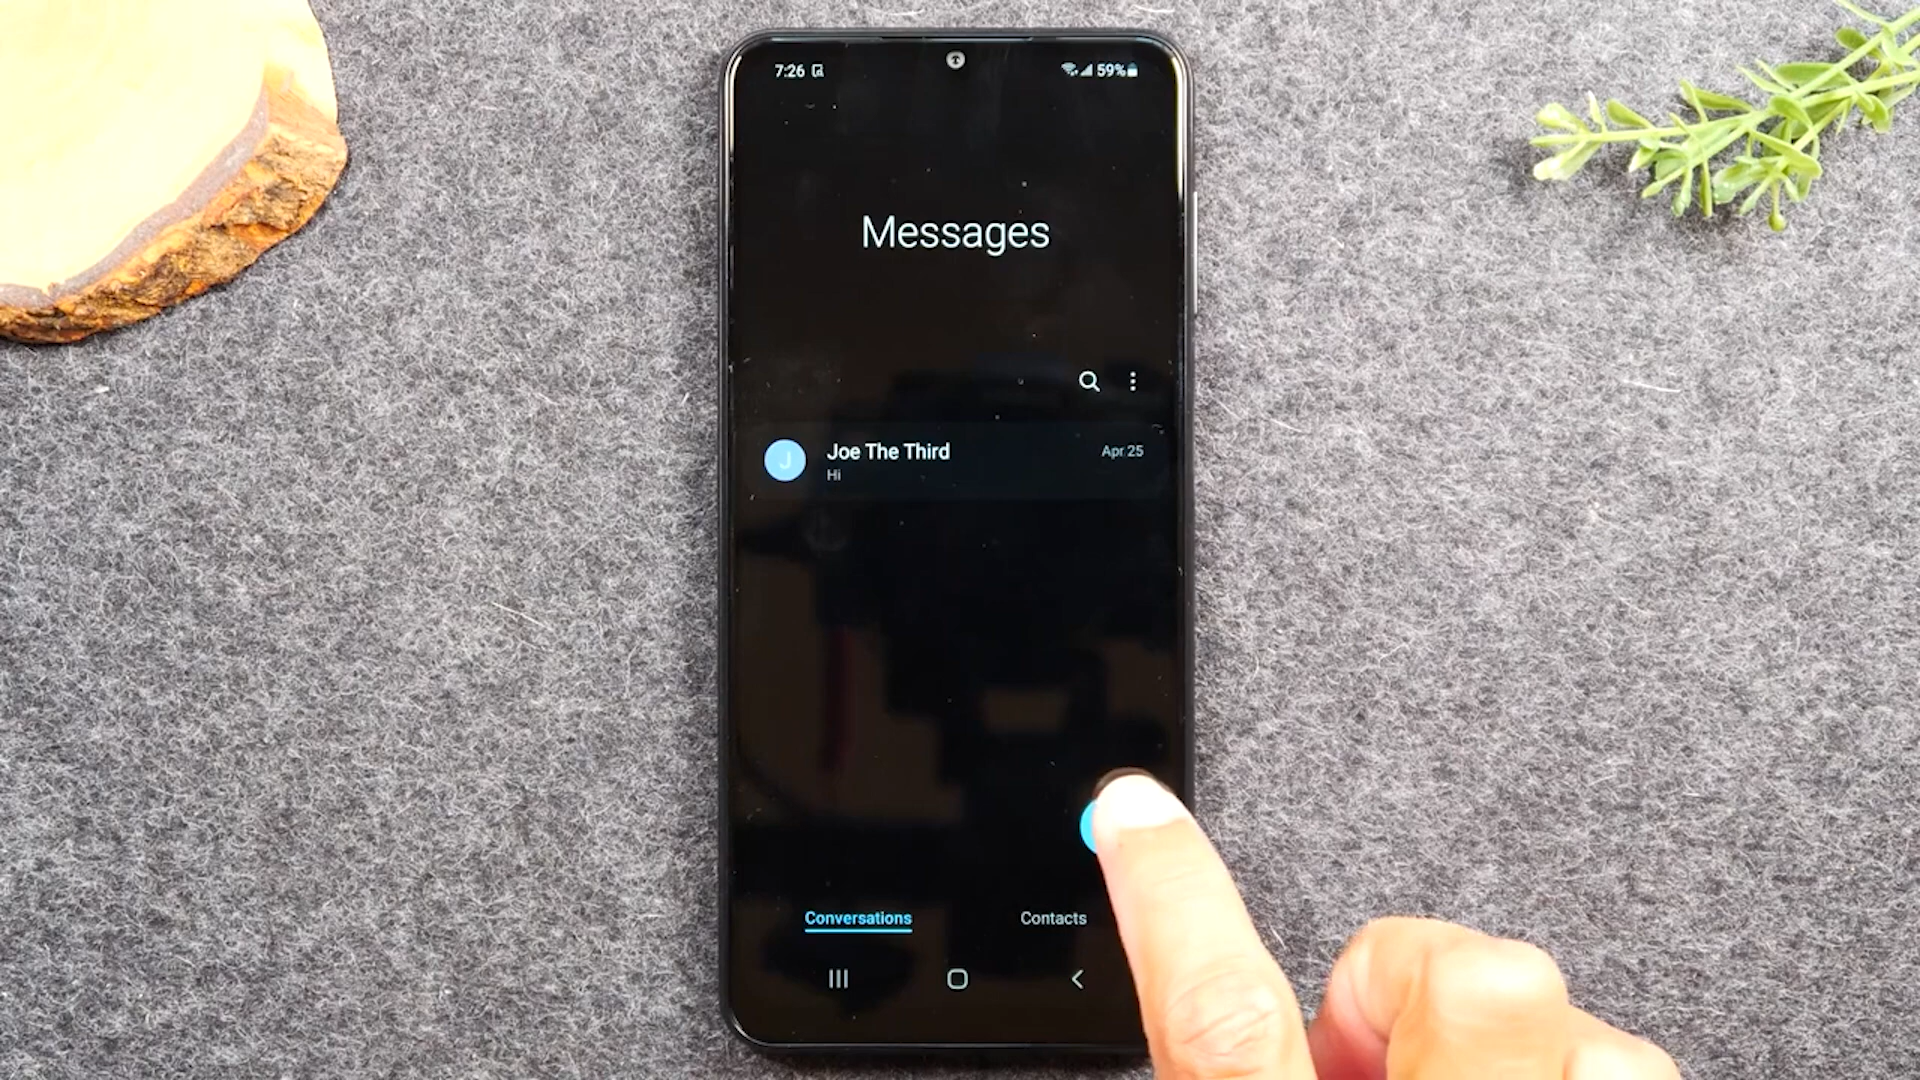 7:26
59%
Messages
J
Joe The Third
Apr 25
Hi
Conversations
Contacts